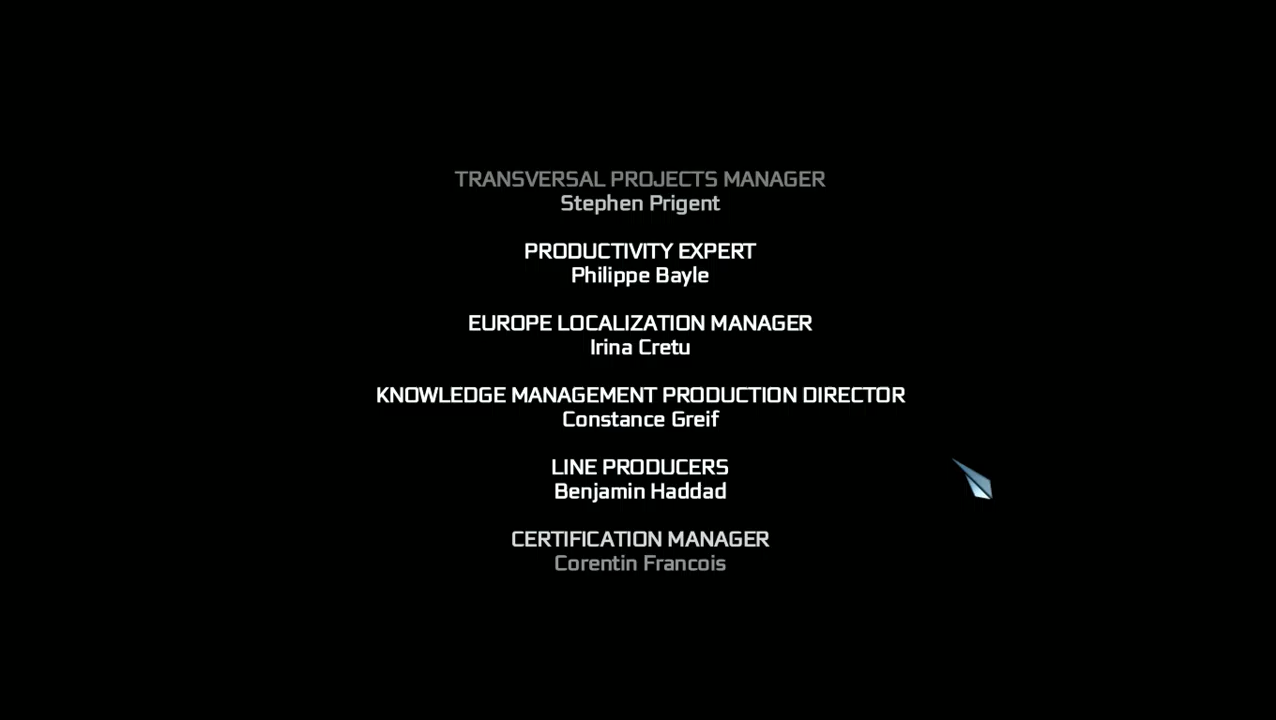 TRANSVERSAL PROJECTS MANAGER
Stephen Prigent
PRODUCTIVITY EXPERT
Philippe Bayle
EUROPE LOCALIZATION MANAGER
Irina Cretu
KNOWLEDGE MANAGEMENT PRODUCTION DIRECTOR
Constance Greif
LINE PRODUCERS
Benjamin Haddad
CERTIFICATION MANAGER
Corentin Francois